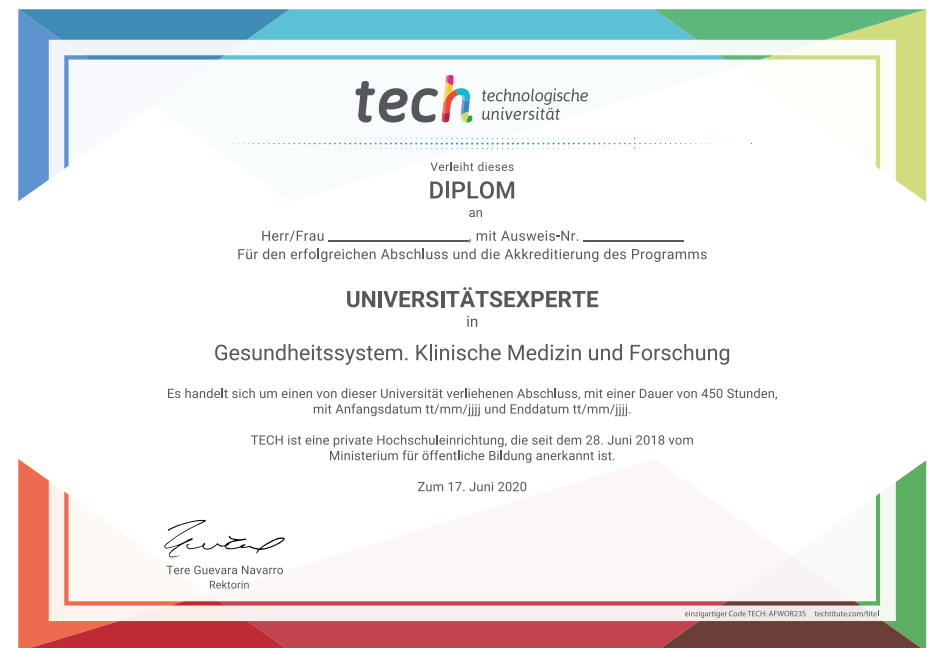 tech technologische
universität
Verleiht dieses
DIPLOM
an
Herr/Frau ____________________, mit Ausweis-Nr. ______________
Für den erfolgreichen Abschluss und die Akkreditierung des Programms
UNIVERSITÄTSEXPERTE
in
Gesundheitssystem. Klinische Medizin und Forschung
Es handelt sich um einen von dieser Universität verliehenen Abschluss, mit einer Dauer von 450 Stunden,
mit Anfangsdatum tt/mm/jjjj und Enddatum tt/mm/jjjj.
TECH ist eine private Hochschuleinrichtung, die seit dem 28. Juni 2018 vom
Ministerium für öffentliche Bildung anerkannt ist.
Zum 17. Juni 2020
Tere Guevara Navarro
Rektorin
einzigartiger Code TECH: AFWOR23S techtitute.com/titel